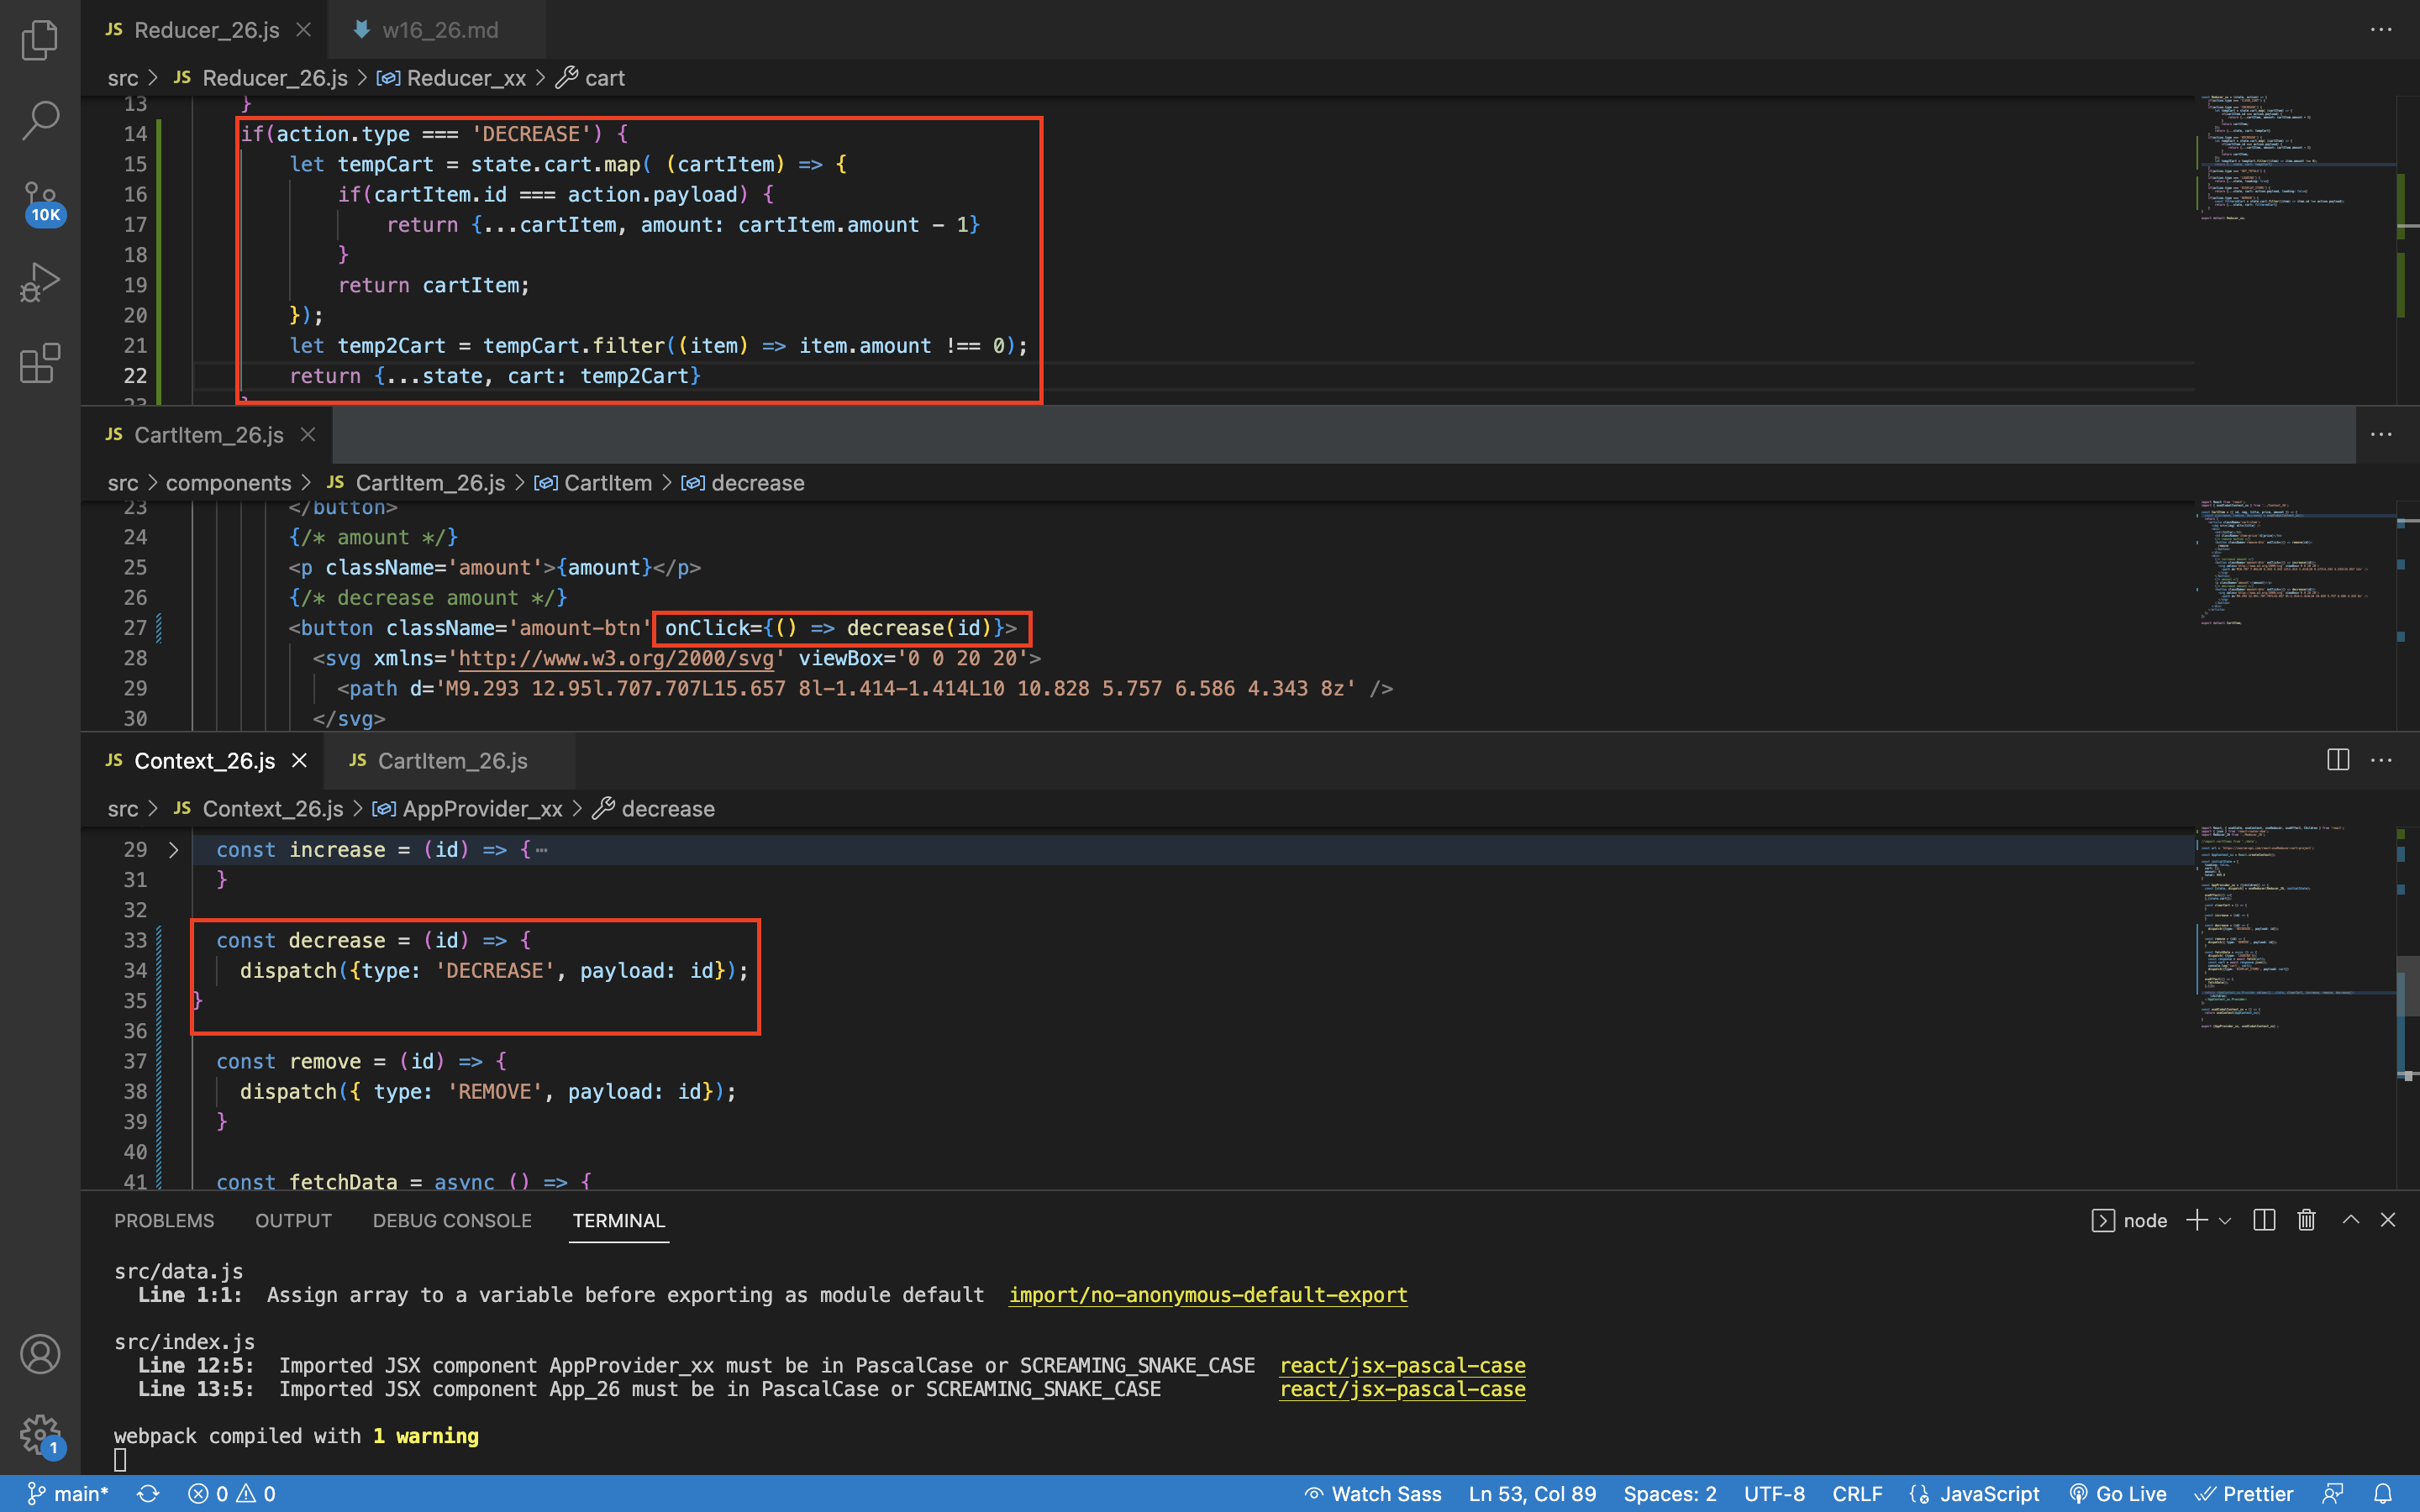 JS Reducer_26.js
w16_26.md
src > JS Reducer_26.js > Reducer_xx > cart
13 }
14 if(action.type === 'DECREASE') {
15 let tempCart = state.cart.map( (cartItem) => {
16 if(cartItem.id === action.payload) {
17 return {...cartItem, amount: cartItem.amount - 1}
18 }
19 return cartItem;
20 });
21 let temp2Cart = tempCart.filter((item) => item.amount !== 0);
22 return {...state, cart: temp2Cart}
23 }
JS CartItem_26.js
src > components > JS CartItem_26.js > CartItem > decrease
23 </button>
24 {/* amount */}
25 <p className='amount'>{amount}</p>
26 {/* decrease amount */}
27 <button className='amount-btn' onClick={() => decrease(id)}>
28 <svg xmlns='http://www.w3.org/2000/svg' viewBox='0 0 20 20'>
29 <path d='M9.293 12.95l.707.707L15.657 8l-1.414-1.414L10 10.828 5.757 6.586 4.343 8z' />
30 </svg>
JS Context_26.js
JS CartItem_26.js
src > JS Context_26.js > AppProvider_xx > decrease
29 const increase = (id) => {…
31 }
32
33 const decrease = (id) => {
34 dispatch({type: 'DECREASE', payload: id});
35 }
36
37 const remove = (id) => {
38 dispatch({ type: 'REMOVE', payload: id});
39 }
40
41 const fetchData = async () => {
10K
1
PROBLEMS OUTPUT DEBUG CONSOLE TERMINAL
node
src/data.js
Line 1:1: Assign array to a variable before exporting as module default import/no-anonymous-default-export
src/index.js
Line 12:5: Imported JSX component AppProvider_xx must be in PascalCase or SCREAMING_SNAKE_CASE react/jsx-pascal-case
Line 13:5: Imported JSX component App_26 must be in PascalCase or SCREAMING_SNAKE_CASE react/jsx-pascal-case
webpack compiled with 1 warning
main* 0 0 Watch Sass Ln 53, Col 89 Spaces: 2 UTF-8 CRLF JavaScript Go Live Prettier